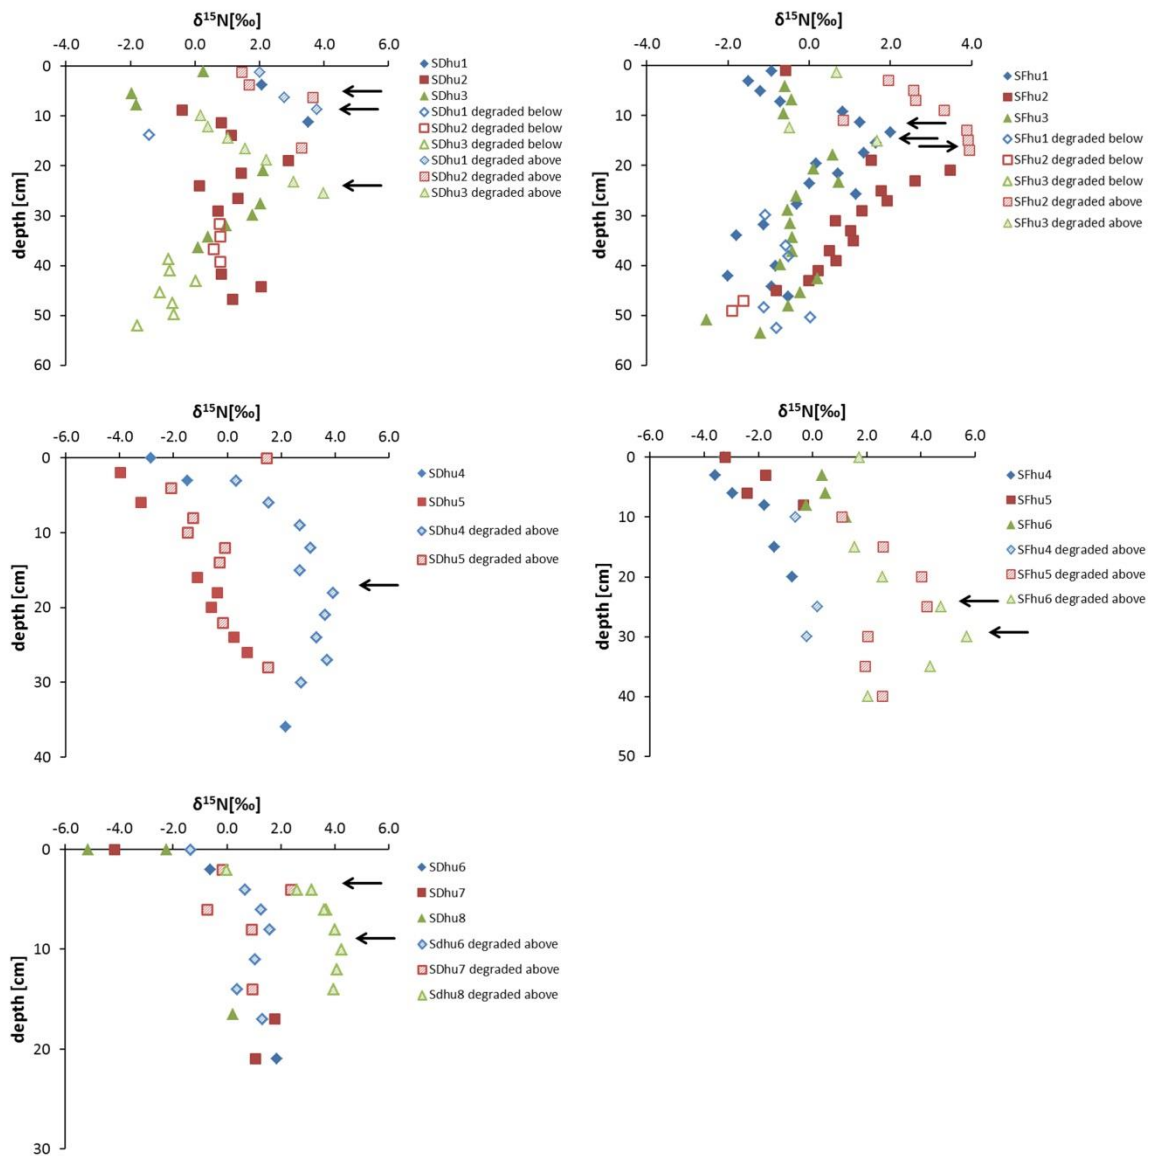 δ¹⁵N[‰]
-4.0 -2.0 0.0 2.0 4.0 6.0
0
10
20
30
40
50
60
depth [cm]
SDhu1
SDhu2
SDhu3
SDhu1 degraded below
SDhu2 degraded below
SDhu3 degraded below
SDhu1 degraded above
SDhu2 degraded above
SDhu3 degraded above
δ¹⁵N[‰]
-4.0 -2.0 0.0 2.0 4.0
0
10
20
30
40
50
60
depth [cm]
SFhu1
SFhu2
SFhu3
SFhu1 degraded below
SFhu2 degraded below
SFhu3 degraded below
SFhu2 degraded above
SFhu3 degraded above
δ¹⁵N[‰]
-6.0 -4.0 -2.0 0.0 2.0 4.0 6.0
0
10
20
30
40
depth [cm]
SDhu4
SDhu5
SDhu4 degraded above
SDhu5 degraded above
δ¹⁵N[‰]
-6.0 -4.0 -2.0 0.0 2.0 4.0 6.0
0
10
20
30
40
50
depth [cm]
SFhu4
SFhu5
SFhu6
SFhu4 degraded above
SFhu5 degraded above
SFhu6 degraded above
δ¹⁵N[‰]
-6.0 -4.0 -2.0 0.0 2.0 4.0 6.0
0
10
20
30
depth [cm]
SDhu6
SDhu7
SDhu8
Sdhu6 degraded above
SDhu7 degraded above
Sdhu8 degraded above